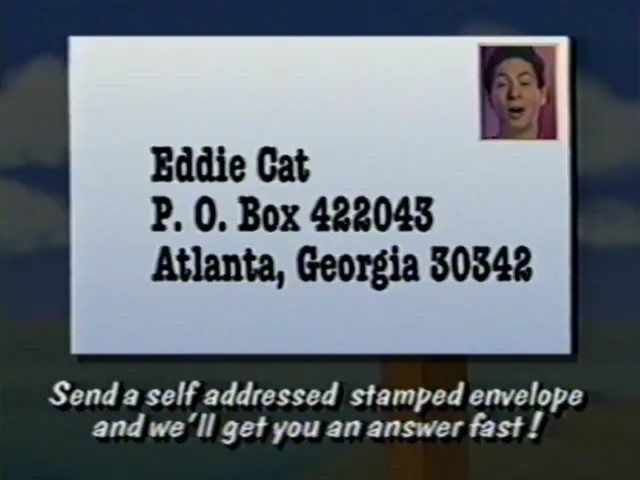 Eddie Cat
P. O. Box 422043
Atlanta, Georgia 30342
Send a self addressed stamped envelope
and we'll get you an answer fast!